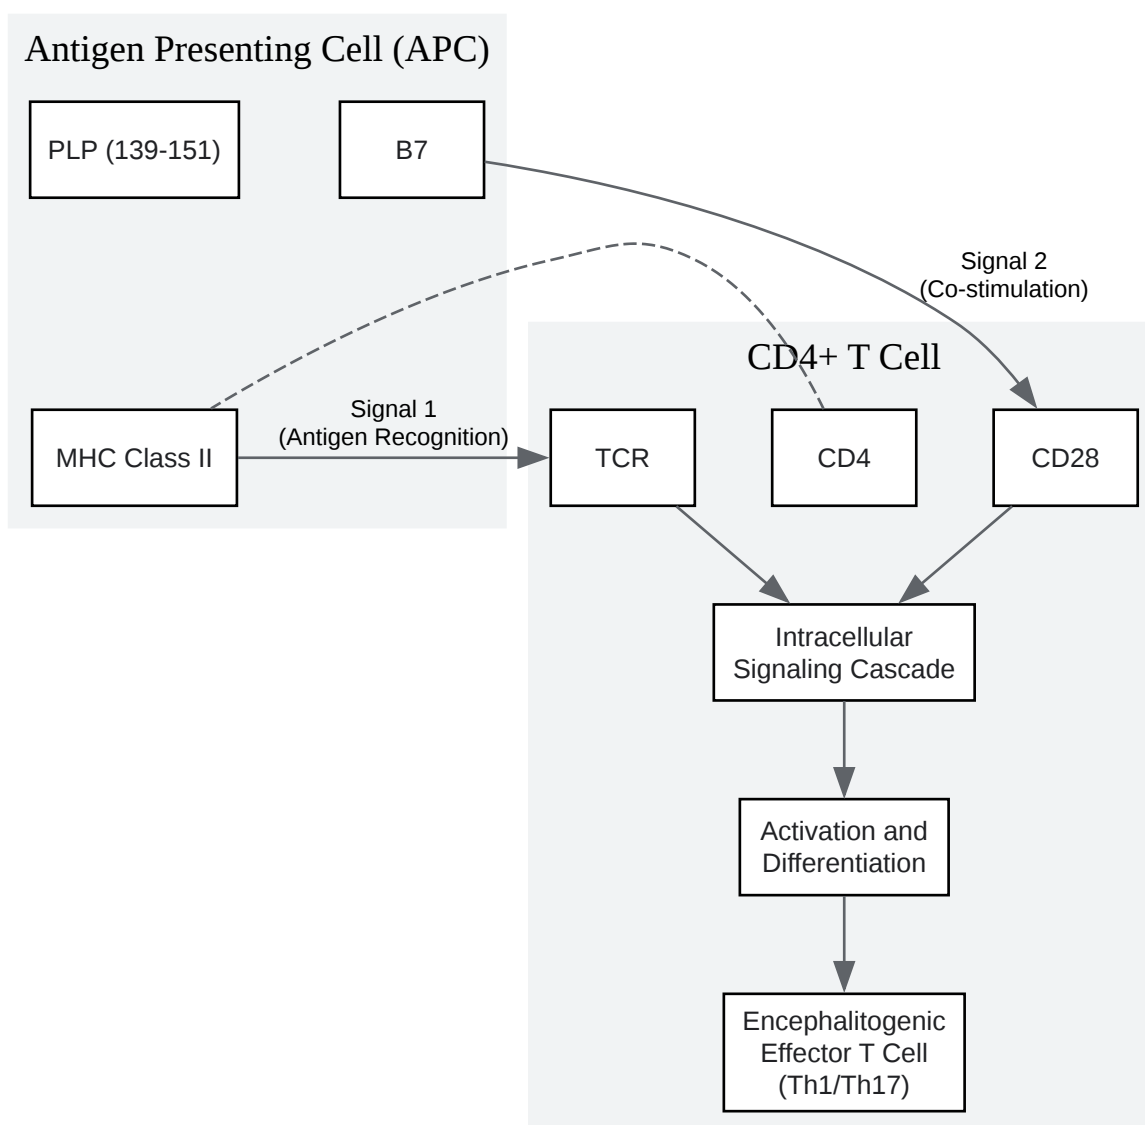 Antigen Presenting Cell (APC)
PLP (139-151)
B7
Signal 2
(Co-stimulation)
CD4+ T Cell
MHC Class II
Signal 1
(Antigen Recognition)
TCR
CD4
CD28
Intracellular
Signaling Cascade
Activation and
Differentiation
Encephalitogenic
Effector T Cell
(Th1/Th17)